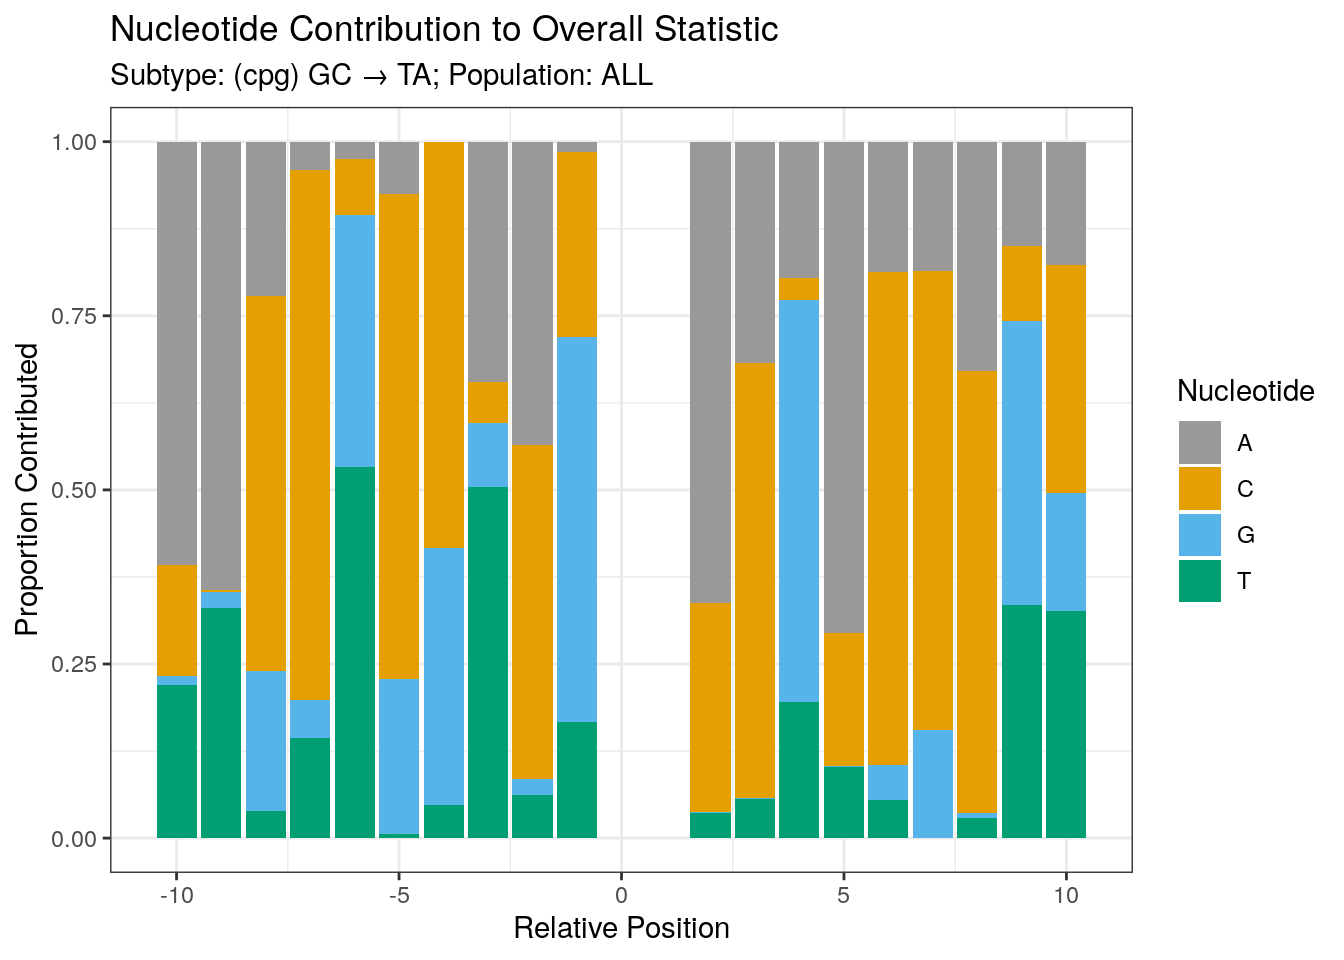 Nucleotide Contribution to Overall Statistic
Subtype: (cpg) GC → TA; Population: ALL
Proportion Contributed
1.00
0.75
0.50
0.25
0.00
-10
-5
0
5
10
Relative Position
Nucleotide
A
C
G
T